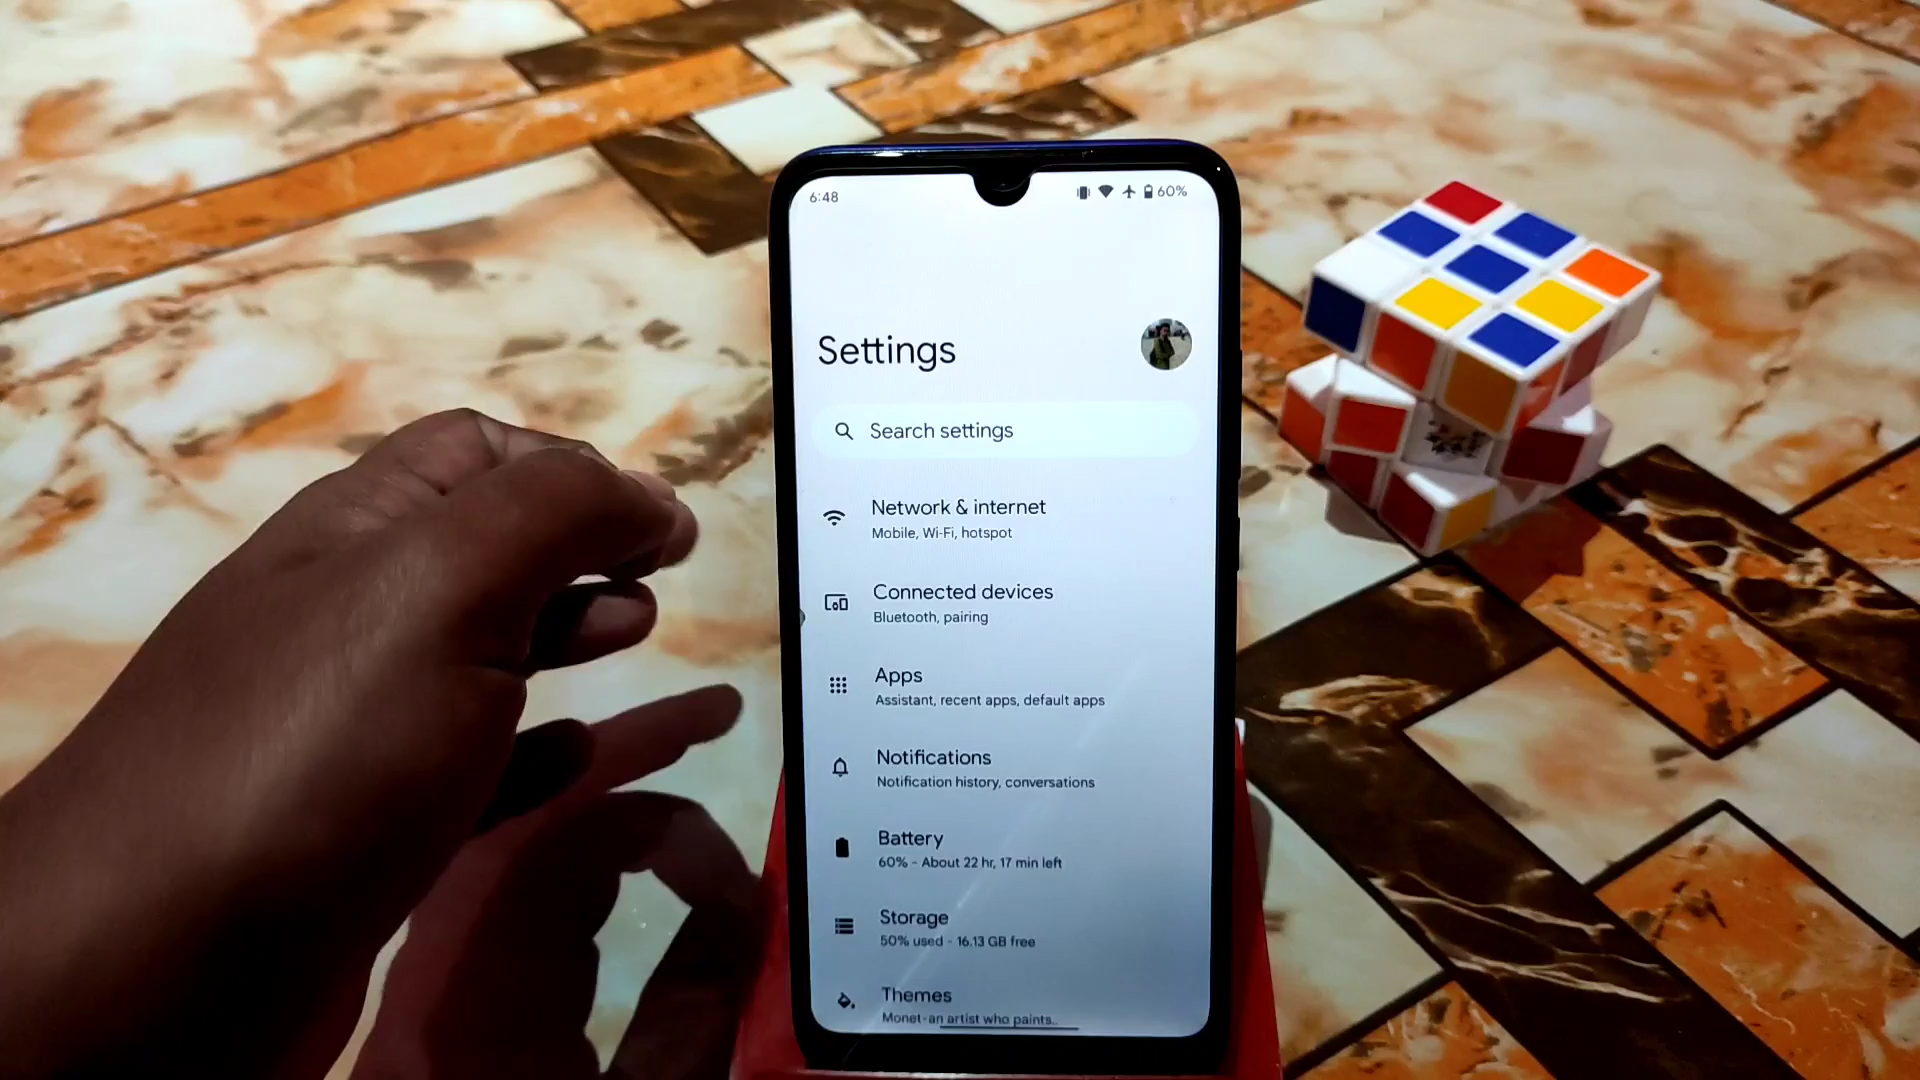 6:48
60%
Settings
Search settings
Network & internet
Mobile, Wi-Fi, hotspot
Connected devices
Bluetooth, pairing
Apps
Assistant, recent apps, default apps
Notifications
Notification history, conversations
Battery
60% - About 22 hr, 17 min left
Storage
50% used - 16.13 GB free
Themes
Monet-an artist who paints..